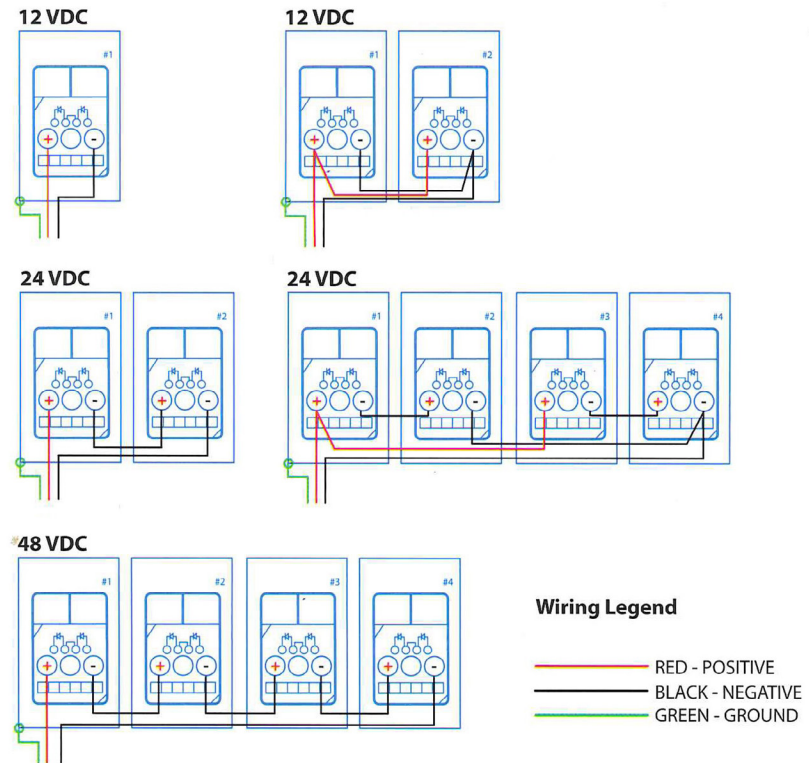 12 VDC
#1
+ -
12 VDC
#1 #2
+ - + -
24 VDC
#1 #2
+ - + -
24 VDC
#1 #2 #3 #4
+ - + - + - + -
48 VDC
#1 #2 #3 #4
+ - + - + - + -
Wiring Legend
RED - POSITIVE
BLACK - NEGATIVE
GREEN - GROUND